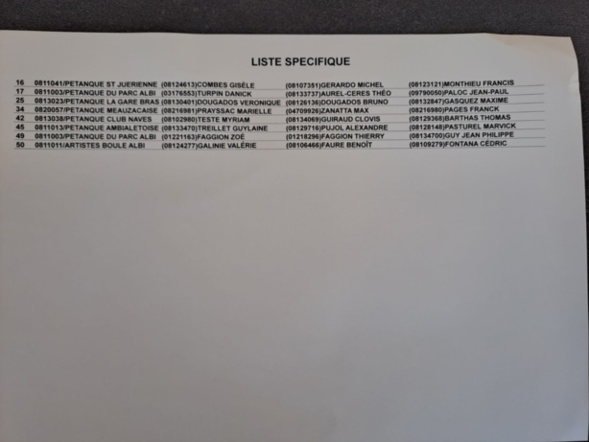 LISTE SPECIFIQUE
16 0811041/PETANQUE ST JUERIENNE (08124613)COMBES GISÈLE (08107351)GERARDO MICHEL (08123121)MONTHIEU FRANCIS
17 0811003/PETANQUE DU PARC ALBI (03176553)TURPIN DANICK (08133737)AUREL-CERES THÉO (09790050)PALOC JEAN-PAUL
25 0813023/PETANQUE LA GARE BRAS (08130401)DOUGADOS VERONIQUE (08126136)DOUGADOS BRUNO (08132847)GASQUEZ MAXIME
34 0820057/PETANQUE MEAUZACAISE (08216981)PRAYSSAC MARIELLE (04709926)ZANATTA MAX (08216980)PAGES FRANCK
42 0813038/PETANQUE CLUB NAVES (08102980)TESTE MYRIAM (08134069)GUIRAUD CLOVIS (08129368)BARTHAS THOMAS
45 0811013/PETANQUE AMBIALETOISE (08133470)TREILLET GUYLAINE (08129716)PUJOL ALEXANDRE (08128148)PASTUREL MARVICK
49 0811003/PETANQUE DU PARC ALBI (01221163)FAGGION ZOÉ (01218296)FAGGION THIERRY (08134700)GUY JEAN PHILIPPE
50 0811011/ARTISTES BOULE ALBI (08124277)GALINIE VALÉRIE (08106466)FAURE BENOÎT (08109279)FONTANA CÉDRIC